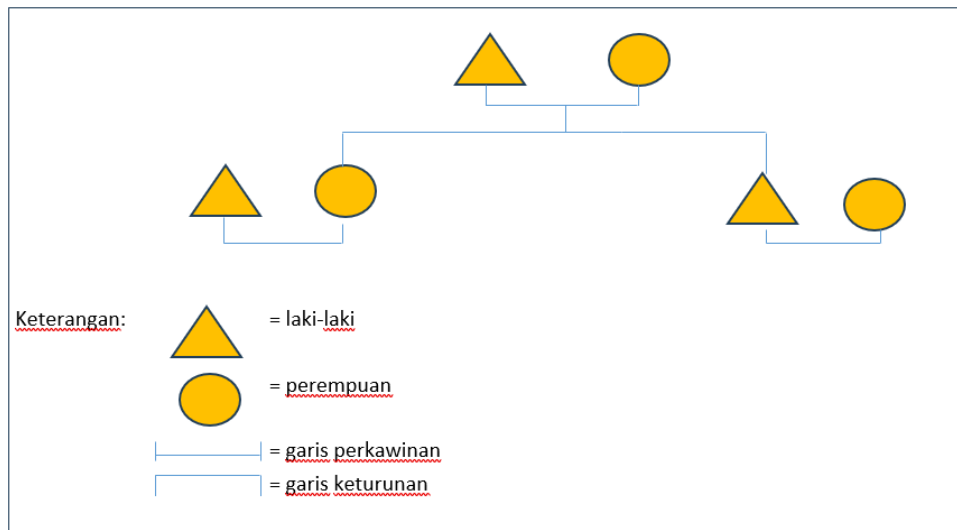 Keterangan:
= laki-laki
= perempuan
= garis perkawinan
= garis keturunan